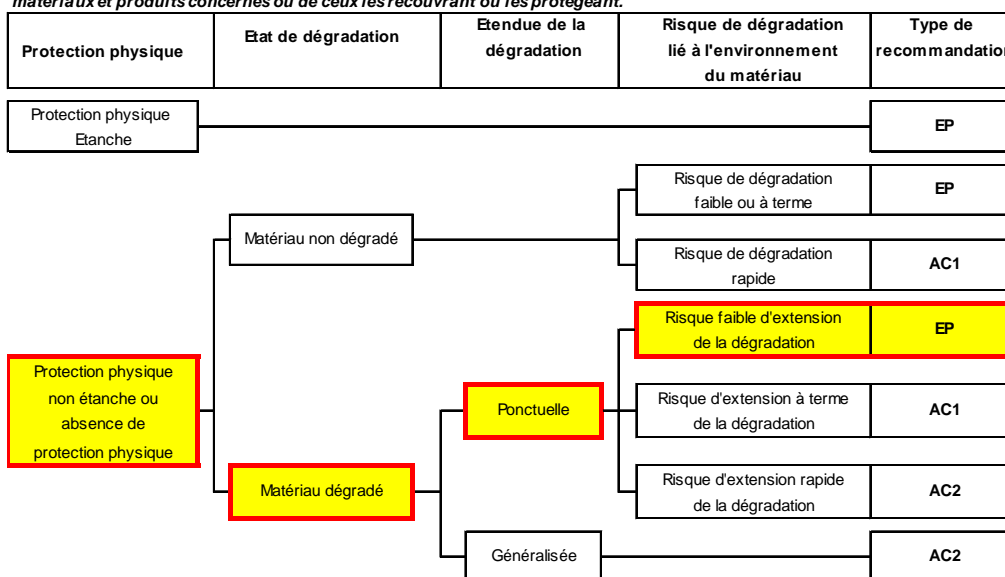 matériaux et produits concernés ou de ceux les recouvrant ou les protégeant.
Protection physique
Etat de dégradation
Etendue de la
dégradation
Risque de dégradation
lié à l'environnement
du matériau
Type de
recommandation
Protection physique
Etanche
EP
Risque de dégradation
faible ou à terme
EP
Matériau non dégradé
Risque de dégradation
rapide
AC1
Risque faible d'extension
de la dégradation
EP
Protection physique
non étanche ou
absence de
protection physique
Ponctuelle
Risque d'extension à terme
de la dégradation
AC1
Matériau dégradé
Risque d'extension rapide
de la dégradation
AC2
Généralisée
AC2